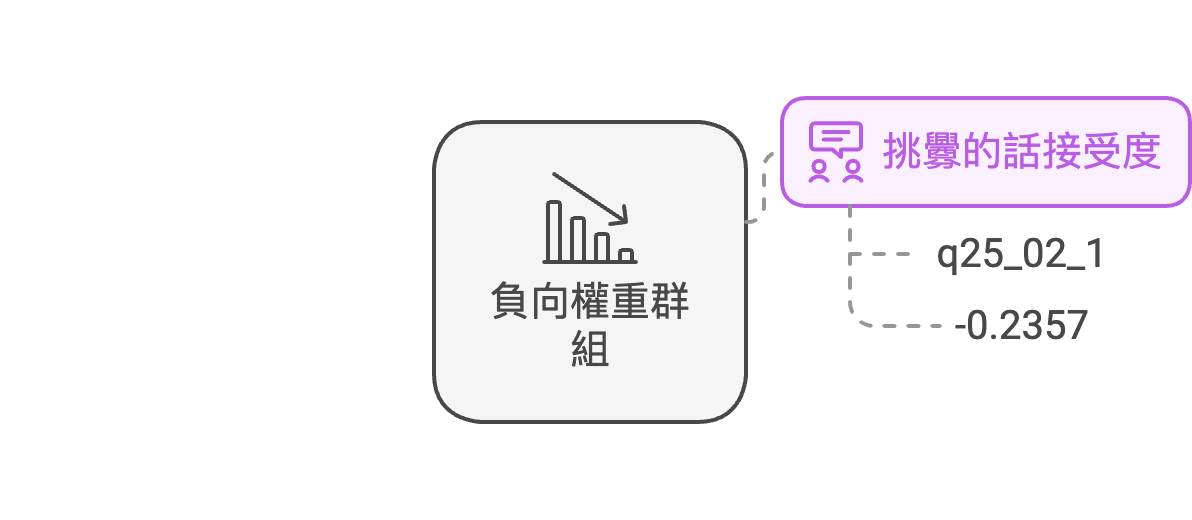 負向權重群
組
挑釁的話接受度
q25_02_1
-0.2357